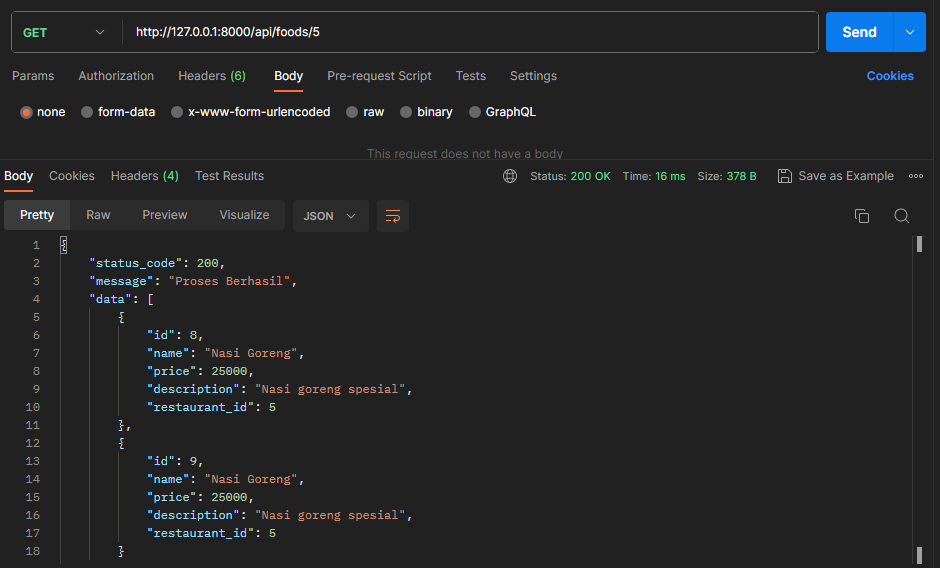 GET http://127.0.0.1:8000/api/foods/5 Send
Params Authorization Headers (6) Body Pre-request Script Tests Settings Cookies
none form-data x-www-form-urlencoded raw binary GraphQL
This request does not have a body
Body Cookies Headers (4) Test Results Status: 200 OK Time: 16 ms Size: 378 B Save as Example
Pretty Raw Preview Visualize JSON
1 {
2 "status_code": 200,
3 "message": "Proses Berhasil",
4 "data": [
5 {
6 "id": 8,
7 "name": "Nasi Goreng",
8 "price": 25000,
9 "description": "Nasi goreng spesial",
10 "restaurant_id": 5
11 },
12 {
13 "id": 9,
14 "name": "Nasi Goreng",
15 "price": 25000,
16 "description": "Nasi goreng spesial",
17 "restaurant_id": 5
18 }